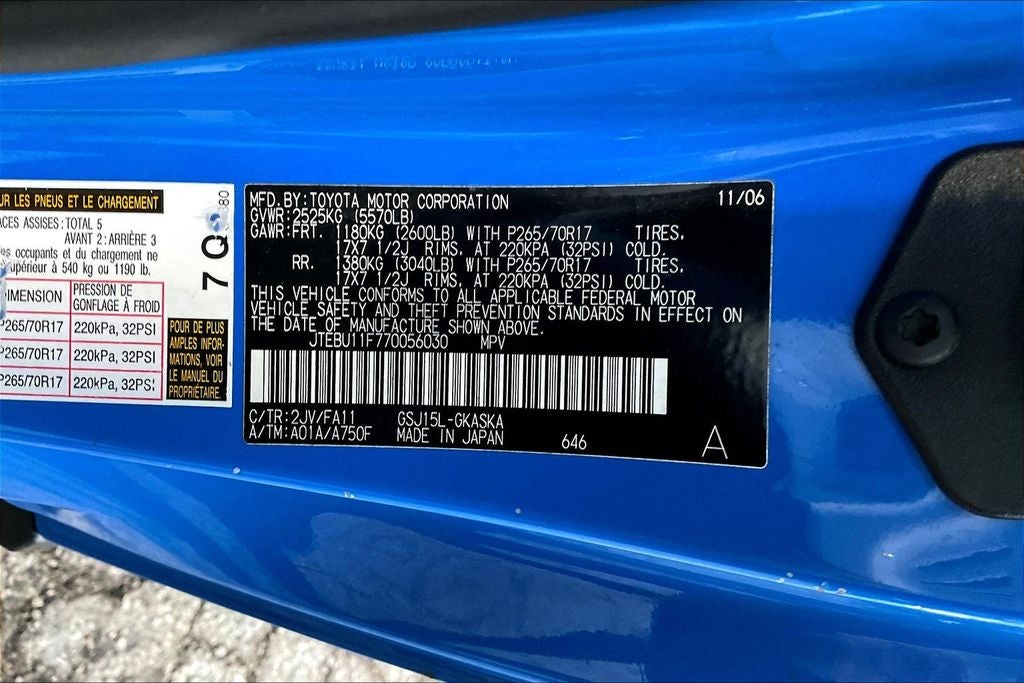 UR LES PNEUS ET LE CHARGEMENT
ACES ASSISES: TOTAL 5
AVANT 2: ARRIÈRE 3
es occupants et du chargement ne
supérieur à 540 kg ou 1190 lb.
DIMENSION
PRESSION DE
GONFLAGE À FROID
P265/70R17 220kPa, 32PSI
P265/70R17 220kPa, 32PSI
P265/70R17 220kPa, 32PSI
POUR DE PLUS
AMPLES INFOR-
MATIONS, VOIR
LE MANUEL DU
PROPRIÉTAIRE.
7 Q
MFD. BY: TOYOTA MOTOR CORPORATION 11/06
GVWR: 2525KG (5570LB)
GAWR: FRT. 1180KG (2600LB) WITH P265/70R17 TIRES,
17X7 1/2J RIMS, AT 220KPA (32PSI) COLD.
RR. 1380KG (3040LB) WITH P265/70R17 TIRES,
17X7 1/2J RIMS, AT 220KPA (32PSI) COLD.
THIS VEHICLE CONFORMS TO ALL APPLICABLE FEDERAL MOTOR
VEHICLE SAFETY AND THEFT PREVENTION STANDARDS IN EFFECT ON
THE DATE OF MANUFACTURE SHOWN ABOVE.
JTEBU11F770056030 MPV
C/TR: 2JV/FA11 GSJ15L-GKASKA
A/TM: A01A/A750F MADE IN JAPAN 646 A